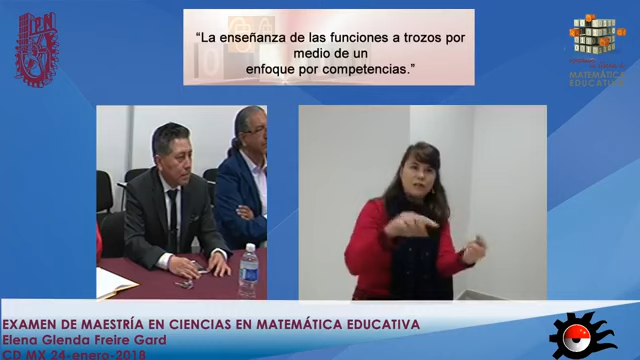 “La enseñanza de las funciones a trozos por
medio de un
enfoque por competencias.”
IPN
MATEMÁTICA
EDUCATIVA
EXAMEN DE MAESTRÍA EN CIENCIAS EN MATEMÁTICA EDUCATIVA
Elena Glenda Freire Gard
CD MX 24-enero-2018